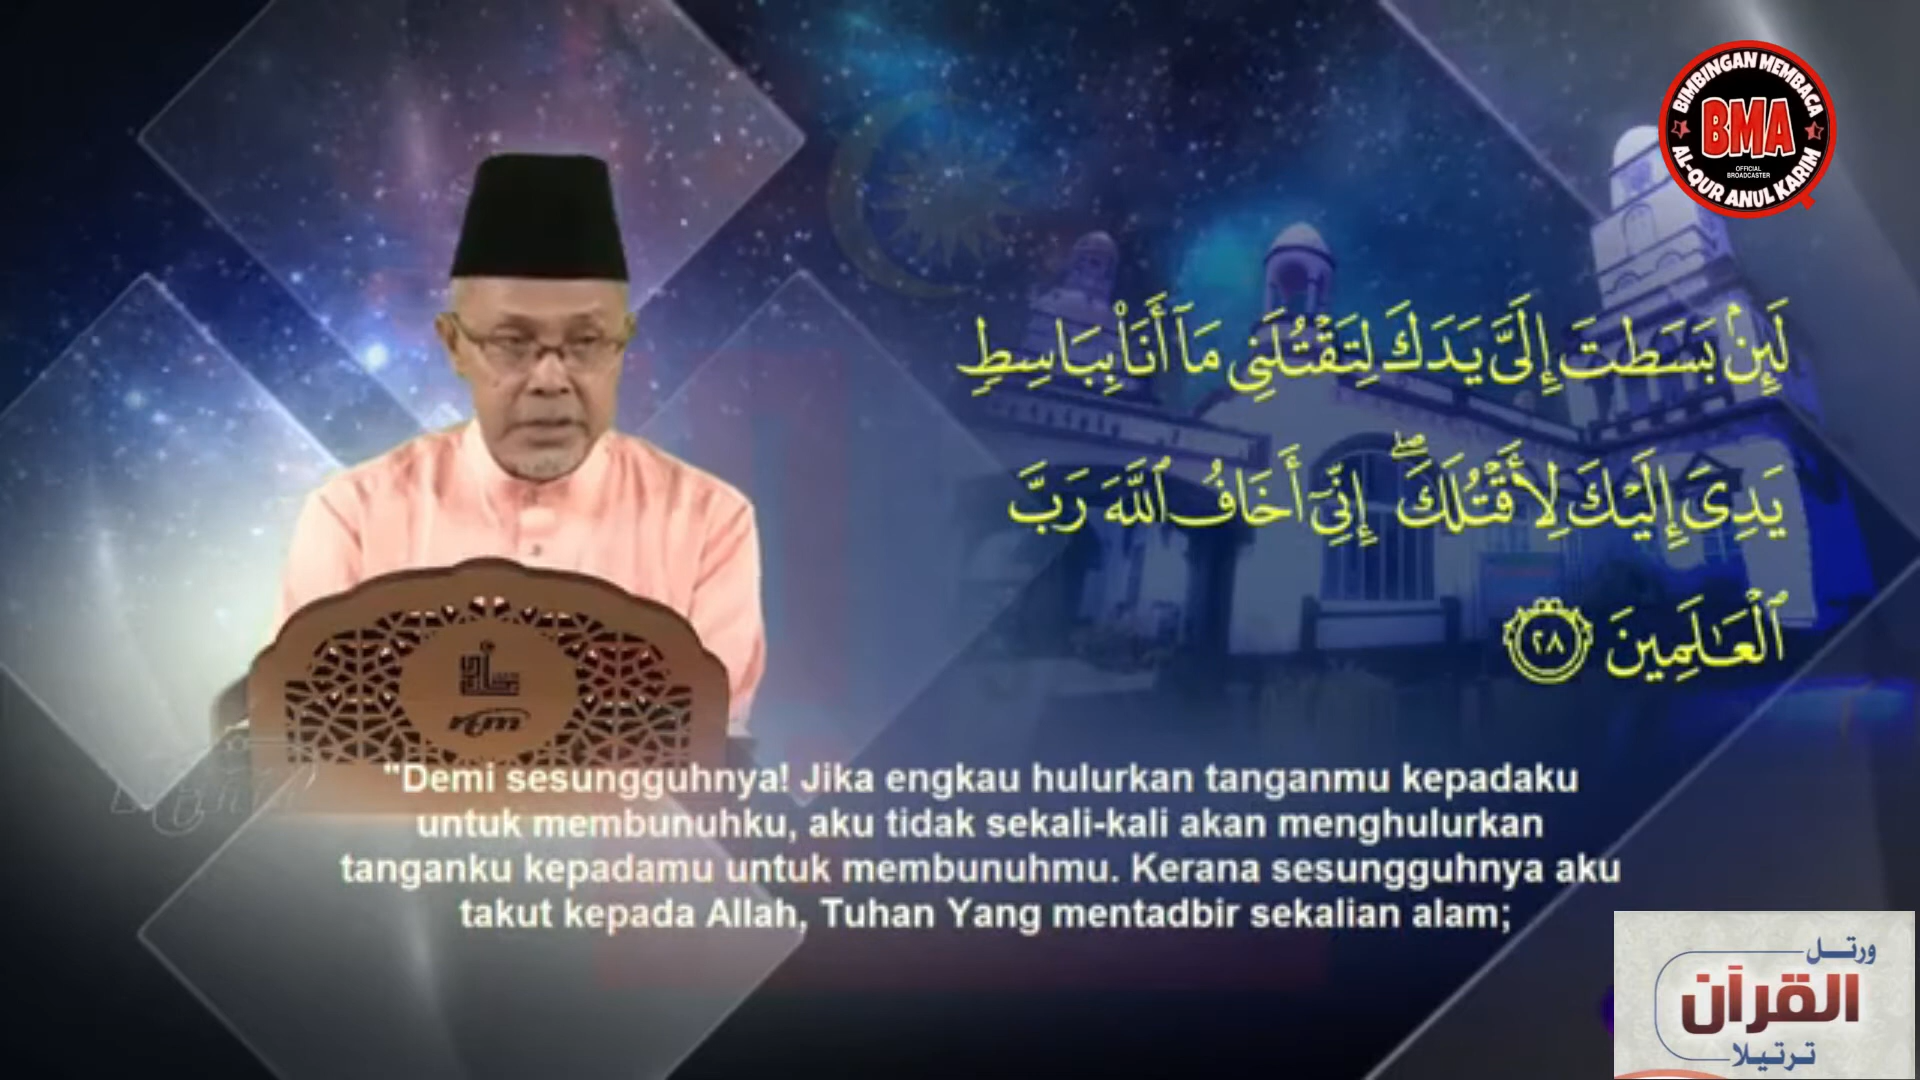 BIMBINGAN MEMBACA
BMA
OFFICIAL
BROADCASTER
AL-QUR ANUL KARIM
لَئِنۢ بَسَطتَ إِلَىَّ يَدَكَ لِتَقْتُلَنِى مَآ أَنَا۠ بِبَاسِطٍ
يَدِىَ إِلَيْكَ لِأَقْتُلَكَ ۖ إِنِّىٓ أَخَافُ ٱللَّهَ رَبَّ
ٱلْعَـٰلَمِينَ ٢٨
rtm
"Demi sesungguhnya! Jika engkau hulurkan tanganmu kepadaku
untuk membunuhku, aku tidak sekali-kali akan menghulurkan
tanganku kepadamu untuk membunuhmu. Kerana sesungguhnya aku
takut kepada Allah, Tuhan Yang mentadbir sekalian alam;
ورتل
القرآن
ترتيلا